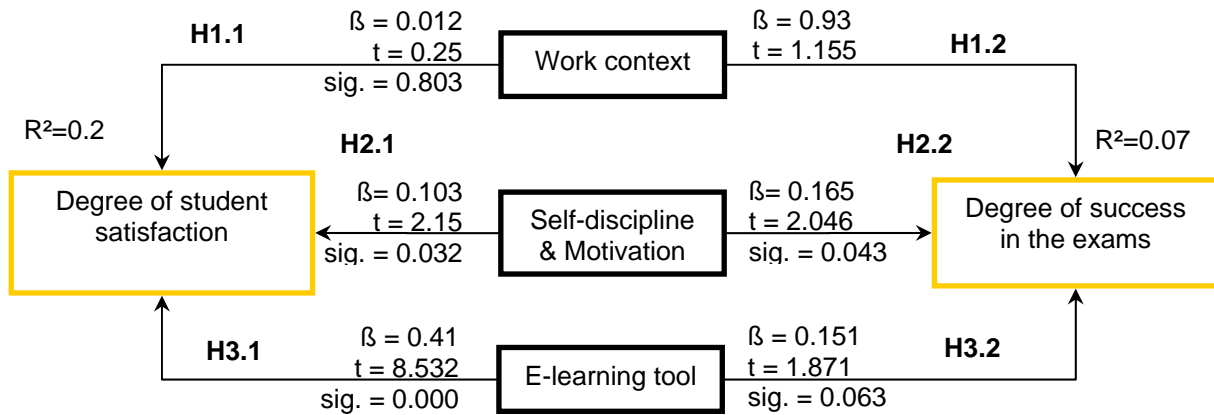 H1.1
ß = 0.012
t = 0.25
sig. = 0.803
Work context
ß = 0.93
t = 1.155
H1.2
R²=0.2
R²=0.07
H2.1
ß= 0.103
t = 2.15
sig. = 0.032
H2.2
ß= 0.165
t = 2.046
sig. = 0.043
Degree of student
satisfaction
Self-discipline
& Motivation
Degree of success
in the exams
H3.1
ß = 0.41
t = 8.532
sig. = 0.000
E-learning tool
ß = 0.151
t = 1.871
sig. = 0.063
H3.2